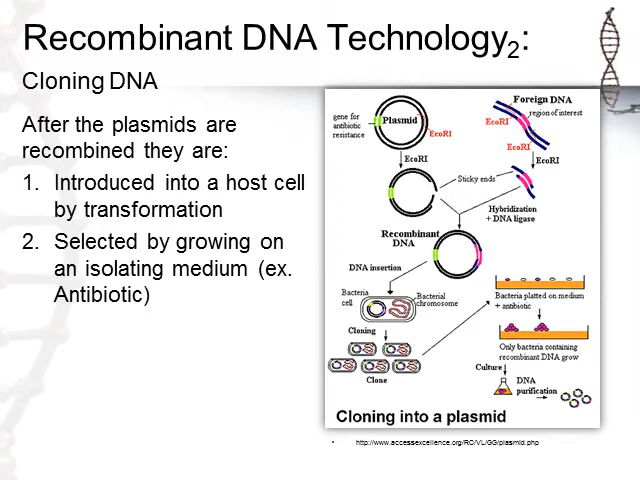 Recombinant DNA Technology2:
Cloning DNA
After the plasmids are
recombined they are:
1. Introduced into a host cell
by transformation
2. Selected by growing on
an isolating medium (ex.
Antibiotic)
gene for
antibiotic
resistance
Plasmid
EcoRI
Foreign DNA
region of interest
EcoRI
EcoRI
EcoRI
EcoRI
Sticky ends
Hybridization
+ DNA ligase
Recombinant
DNA
DNA insertion
Bacteria
cell
Bacterial
chromosome
Cloning
Clone
Bacteria platted on medium
+ antibiotic
Only bacteria containing
recombinant DNA grow
Culture
DNA
purification
Cloning into a plasmid
• http://www.accessexcellence.org/RC/VL/GG/plasmid.php